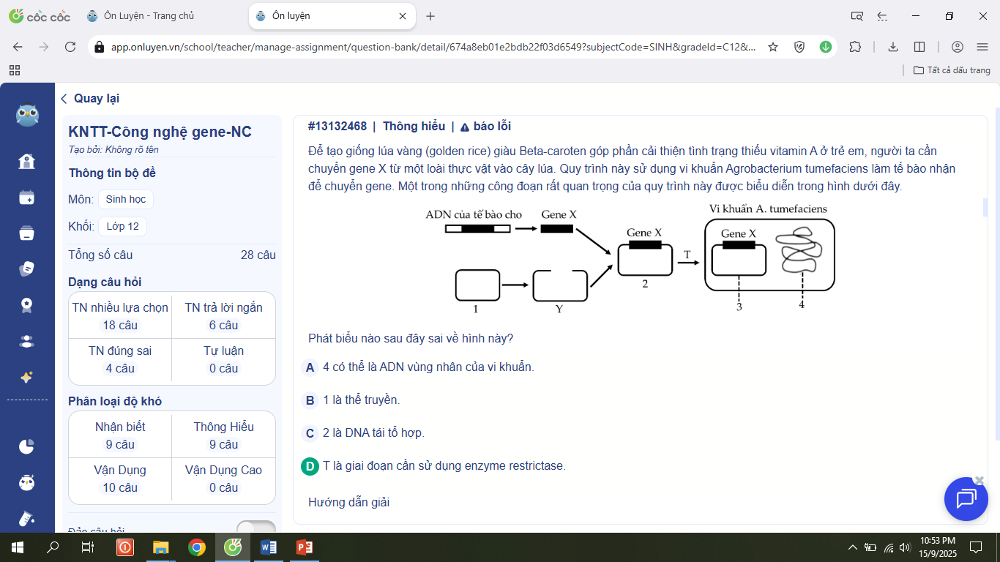 cốc cốc
Ôn Luyện - Trang chủ
Ôn luyện
app.onluyen.vn/school/teacher/manage-assignment/question-bank/detail/674a8eb01e2bdb22f03d6549?subjectCode=SINH&gradeId=C12&...
Tất cả dấu trang
Quay lại
KNTT-Công nghệ gene-NC
Tạo bởi: Không rõ tên
Thông tin bộ đề
Môn: Sinh học
Khối: Lớp 12
Tổng số câu 28 câu
Dạng câu hỏi
TN nhiều lựa chọn TN trả lời ngắn
18 câu 6 câu
TN đúng sai Tự luận
4 câu 0 câu
Phân loại độ khó
Nhận biết Thông Hiểu
9 câu 9 câu
Vận Dụng Vận Dụng Cao
10 câu 0 câu
Đảo câu hỏi
#13132468 | Thông hiểu | báo lỗi
Để tạo giống lúa vàng (golden rice) giàu Beta-caroten góp phần cải thiện tình trạng thiếu vitamin A ở trẻ em, người ta cần
chuyển gene X từ một loài thực vật vào cây lúa. Quy trình này sử dụng vi khuẩn Agrobacterium tumefaciens làm tế bào nhận
để chuyển gene. Một trong những công đoạn rất quan trọng của quy trình này được biểu diễn trong hình dưới đây.
ADN của tế bào cho Gene X
Vi khuẩn A. tumefaciens
Gene X
Gene X
T
1
Y
2
3
4
Phát biểu nào sau đây sai về hình này?
A 4 có thể là ADN vùng nhân của vi khuẩn.
B 1 là thể truyền.
C 2 là DNA tái tổ hợp.
D T là giai đoạn cần sử dụng enzyme restrictase.
Hướng dẫn giải
10:53 PM
15/9/2025